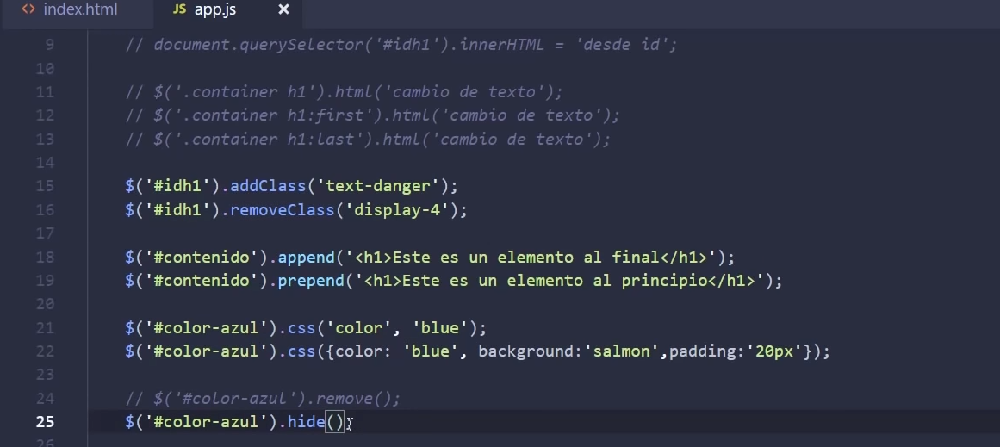 <> index.html JS app.js ×
9 // document.querySelector('#idh1').innerHTML = 'desde id';
10
11 // $('.container h1').html('cambio de texto');
12 // $('.container h1:first').html('cambio de texto');
13 // $('.container h1:last').html('cambio de texto');
14
15 $('#idh1').addClass('text-danger');
16 $('#idh1').removeClass('display-4');
17
18 $('#contenido').append('<h1>Este es un elemento al final</h1>');
19 $('#contenido').prepend('<h1>Este es un elemento al principio</h1>');
20
21 $('#color-azul').css('color', 'blue');
22 $('#color-azul').css({color: 'blue', background:'salmon',padding:'20px'});
23
24 // $('#color-azul').remove();
25 $('#color-azul').hide();
26